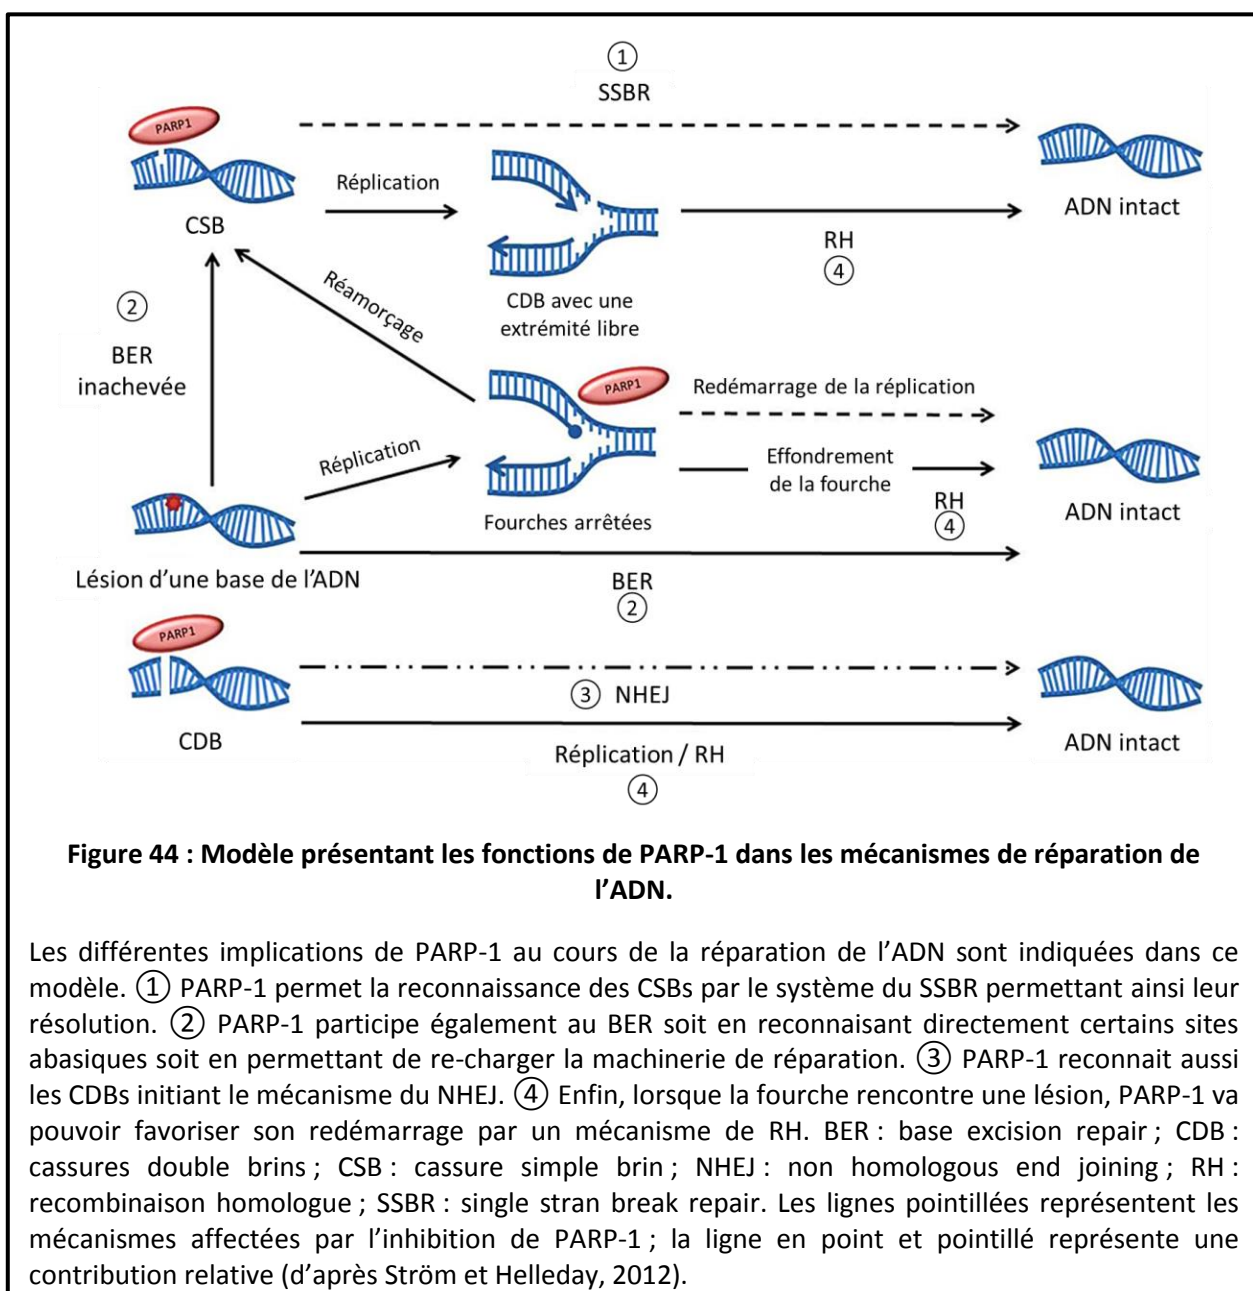 ①
SSBR
PARP1
Réplication
CSB
ADN intact
RH
④
②
BER
inachevée
Réamorçage
CDB avec une
extrémité libre
PARP1
Redémarrage de la réplication
Réplication
Effondrement
de la fourche
RH
④
ADN intact
Fourches arrêtées
Lésion d’une base de l’ADN
BER
②
PARP1
③ NHEJ
CDB
Réplication / RH
④
ADN intact
Figure 44 : Modèle présentant les fonctions de PARP-1 dans les mécanismes de réparation de
l’ADN.
Les différentes implications de PARP-1 au cours de la réparation de l’ADN sont indiquées dans ce
modèle. ① PARP-1 permet la reconnaissance des CSBs par le système du SSBR permettant ainsi leur
résolution. ② PARP-1 participe également au BER soit en reconnaisant directement certains sites
abasiques soit en permettant de re-charger la machinerie de réparation. ③ PARP-1 reconnait aussi
les CDBs initiant le mécanisme du NHEJ. ④ Enfin, lorsque la fourche rencontre une lésion, PARP-1 va
pouvoir favoriser son redémarrage par un mécanisme de RH. BER : base excision repair ; CDB :
cassures double brins ; CSB : cassure simple brin ; NHEJ : non homologous end joining ; RH :
recombinaison homologue ; SSBR : single stran break repair. Les lignes pointillées représentent les
mécanismes affectées par l’inhibition de PARP-1 ; la ligne en point et pointillé représente une
contribution relative (d’après Ström et Helleday, 2012).